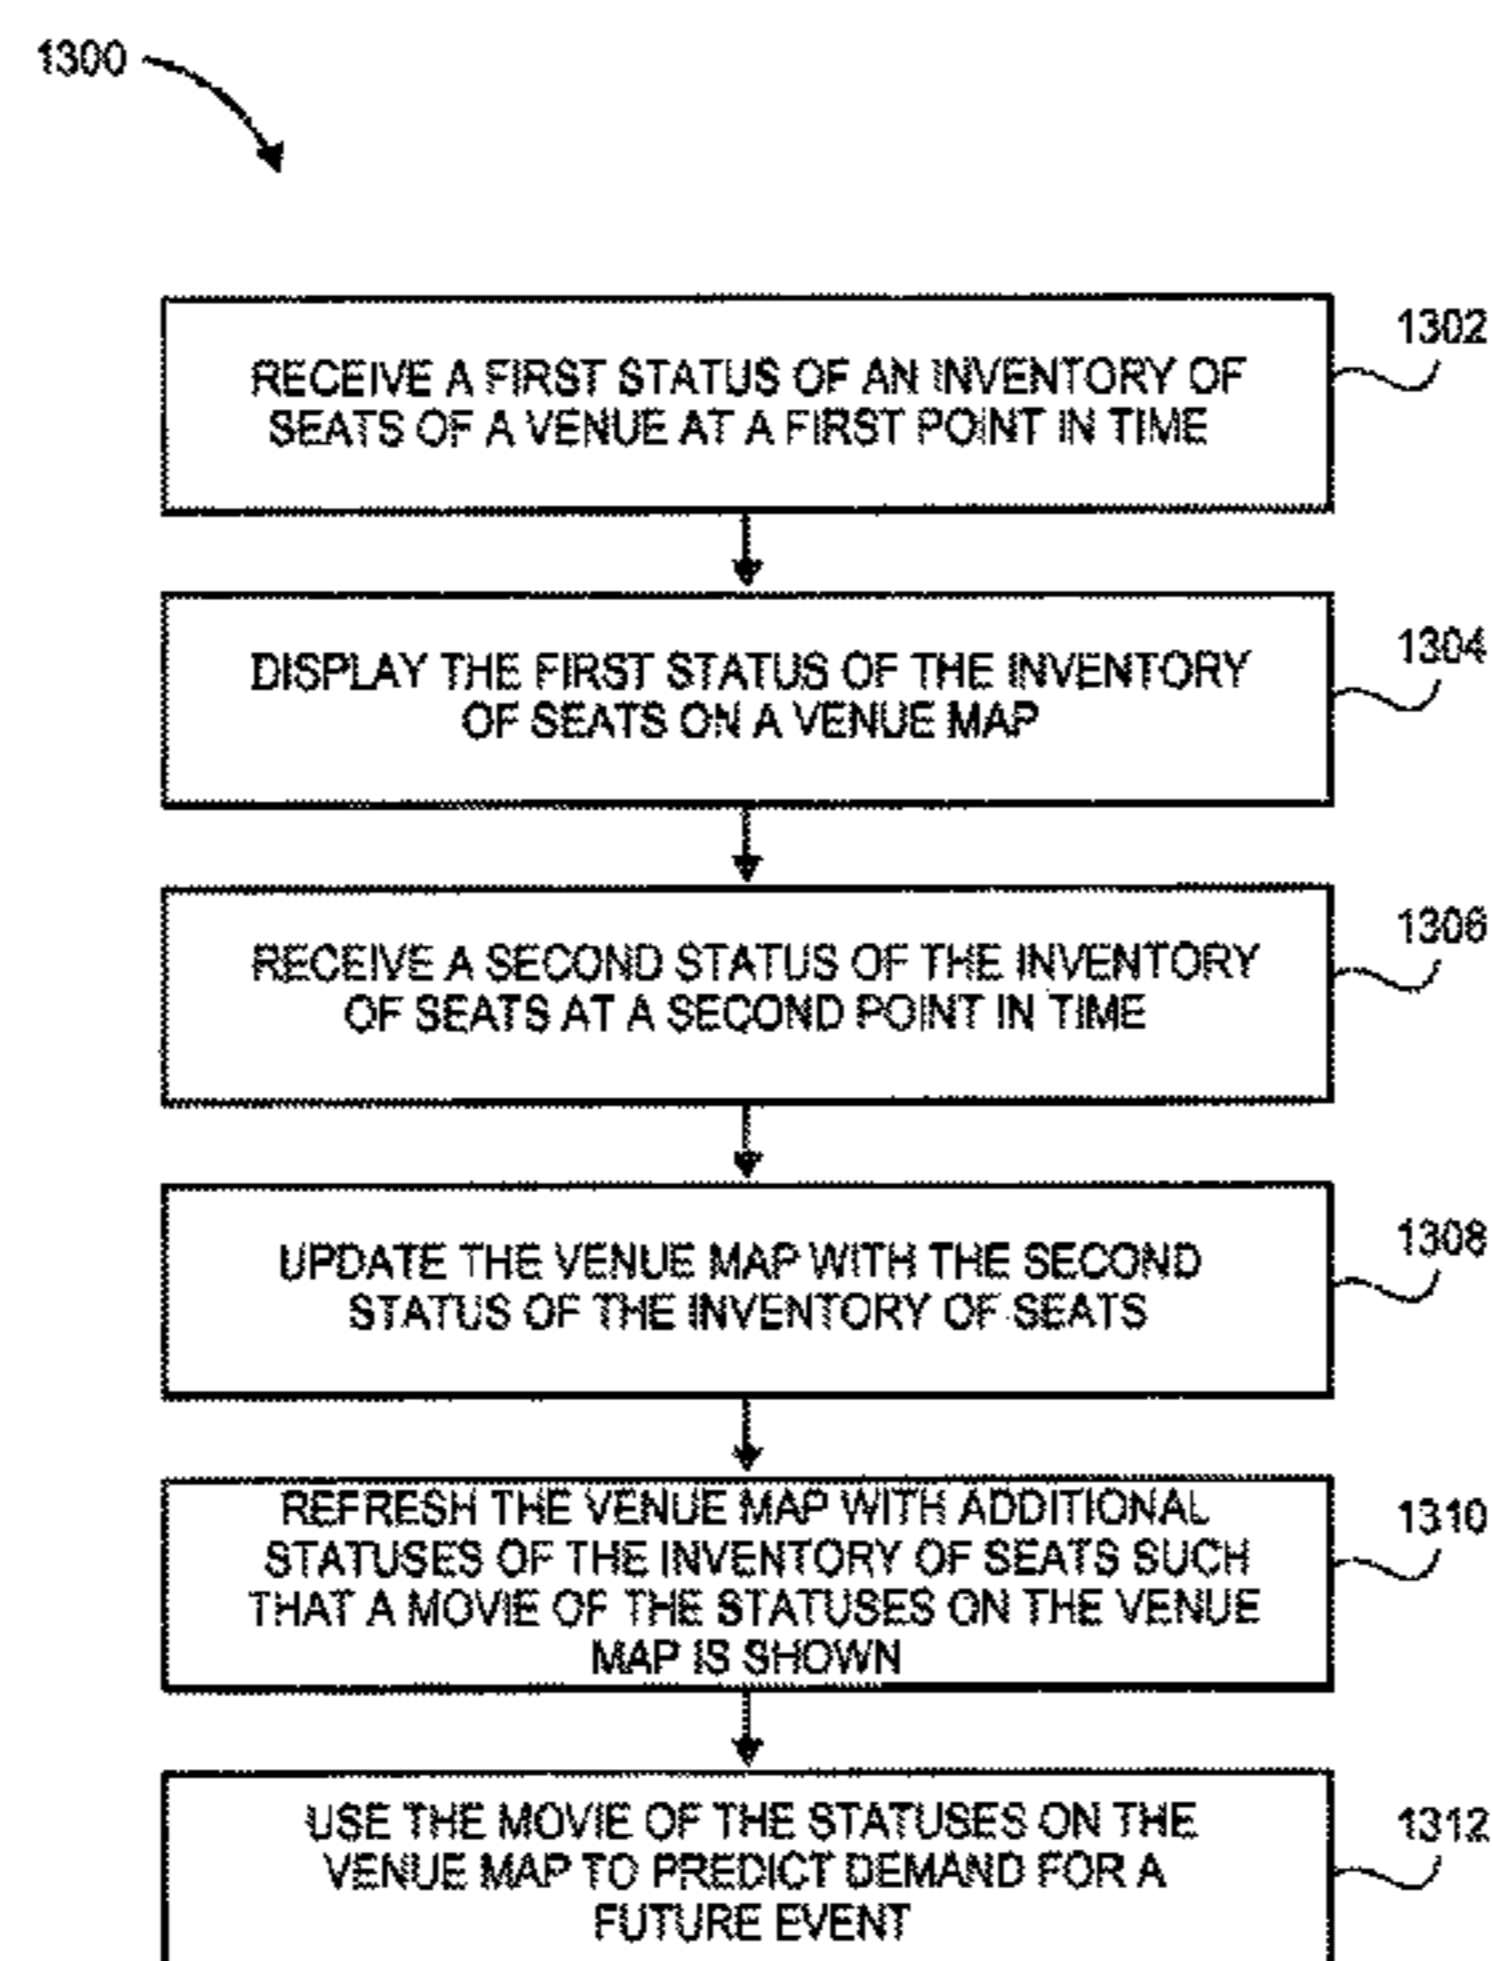 1300
RECEIVE A FIRST STATUS OF AN INVENTORY OF
SEATS OF A VENUE AT A FIRST POINT IN TIME
1302
DISPLAY THE FIRST STATUS OF THE INVENTORY
OF SEATS ON A VENUE MAP
1304
RECEIVE A SECOND STATUS OF THE INVENTORY
OF SEATS AT A SECOND POINT IN TIME
1306
UPDATE THE VENUE MAP WITH THE SECOND
STATUS OF THE INVENTORY OF SEATS
1308
REFRESH THE VENUE MAP WITH ADDITIONAL
STATUSES OF THE INVENTORY OF SEATS SUCH
THAT A MOVIE OF THE STATUSES ON THE VENUE
MAP IS SHOWN
1310
USE THE MOVIE OF THE STATUSES ON THE
VENUE MAP TO PREDICT DEMAND FOR A
FUTURE EVENT
1312